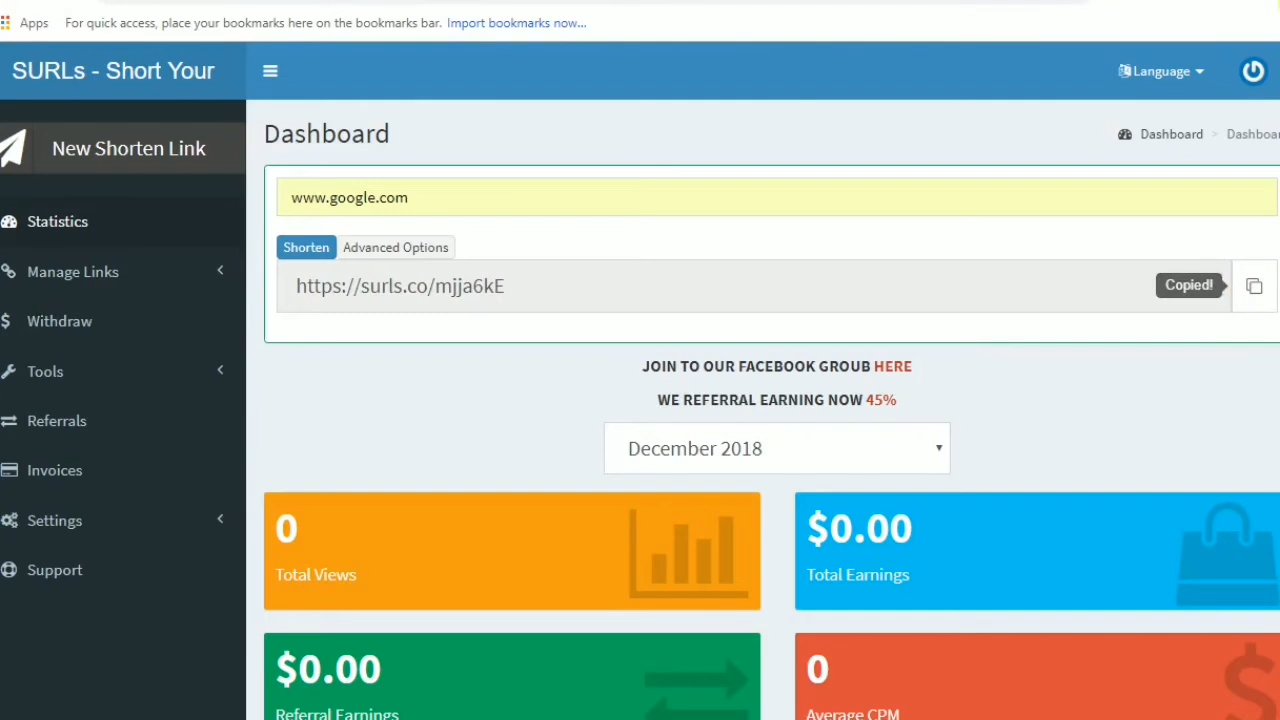 Apps For quick access, place your bookmarks here on the bookmarks bar. Import bookmarks now...
SURLs - Short Your
Language
New Shorten Link
Dashboard
Dashboard > Dashboar
www.google.com
Statistics
Shorten Advanced Options
Manage Links
https://surls.co/mjja6kE
Copied!
Withdraw
JOIN TO OUR FACEBOOK GROUB HERE
Tools
WE REFERRAL EARNING NOW 45%
Referrals
December 2018
Invoices
Settings
0
Total Views
$0.00
Total Earnings
Support
$0.00
Referral Earnings
0
Average CPM